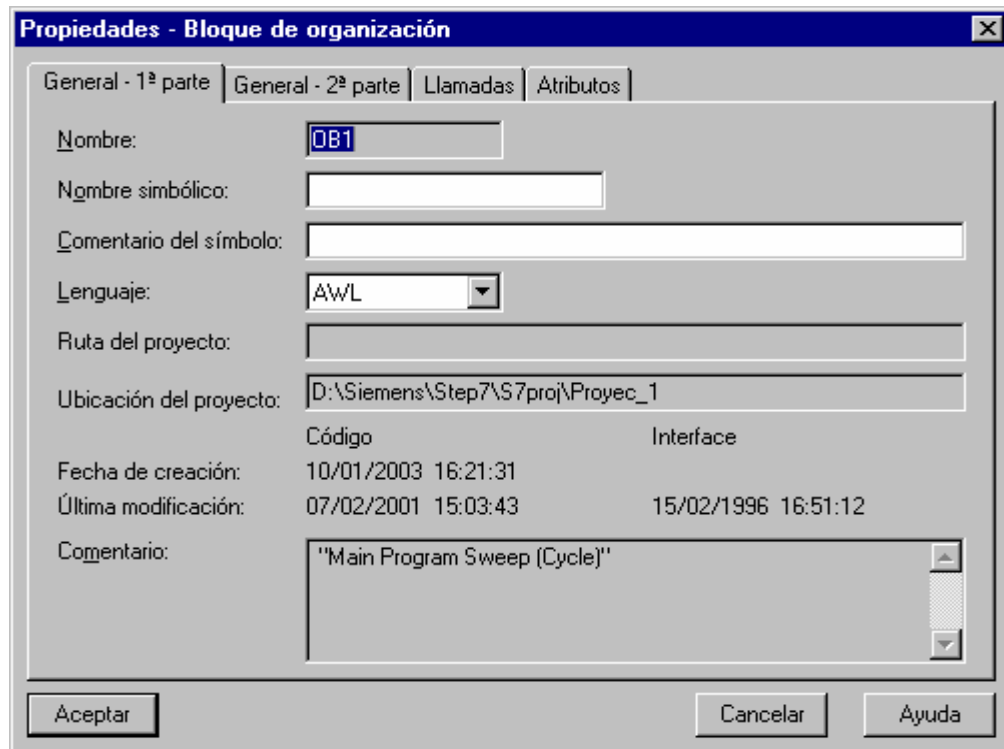 Propiedades - Bloque de organización
General - 1ª parte General - 2ª parte Llamadas Atributos
Nombre: OB1
Nombre simbólico:
Comentario del símbolo:
Lenguaje: AWL
Ruta del proyecto:
Ubicación del proyecto: D:\Siemens\Step7\S7proj\Proyec_1
Código Interface
Fecha de creación: 10/01/2003 16:21:31
Última modificación: 07/02/2001 15:03:43 15/02/1996 16:51:12
Comentario: "Main Program Sweep (Cycle)"
Aceptar Cancelar Ayuda